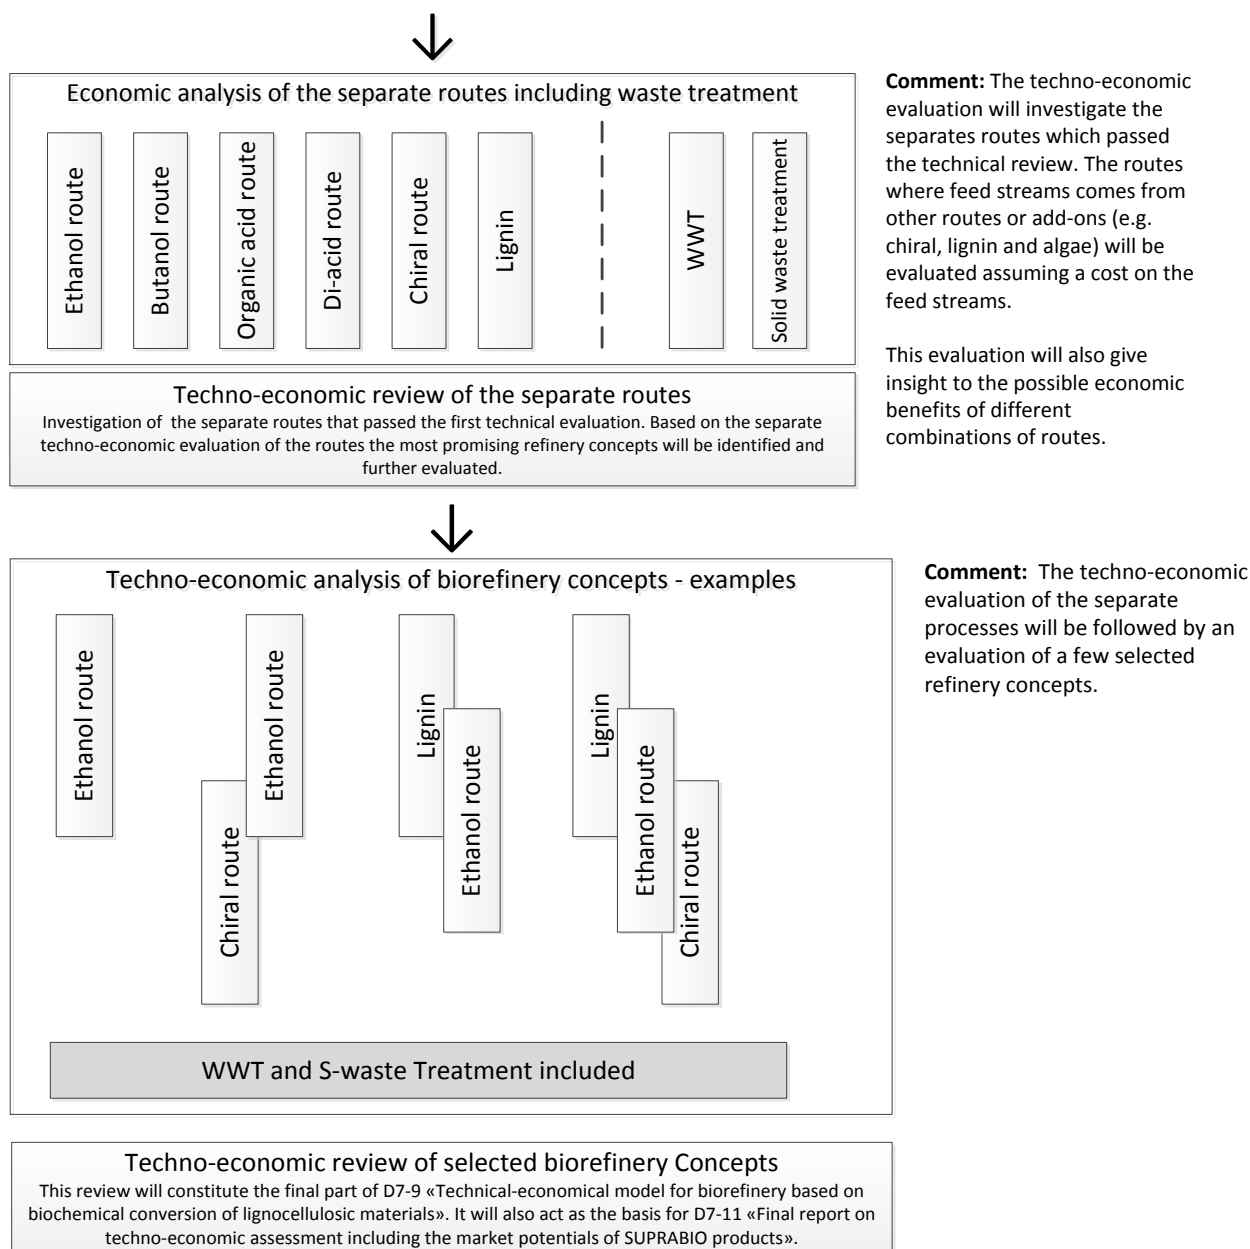 Economic analysis of the separate routes including waste treatment
Ethanol route
Butanol route
Organic acid route
Di-acid route
Chiral route
Lignin
WWT
Solid waste treatment
Comment: The techno-economic
evaluation will investigate the
separates routes which passed
the technical review. The routes
where feed streams comes from
other routes or add-ons (e.g.
chiral, lignin and algae) will be
evaluated assuming a cost on the
feed streams.
This evaluation will also give
insight to the possible economic
benefits of different
combinations of routes.
Techno-economic review of the separate routes
Investigation of the separate routes that passed the first technical evaluation. Based on the separate
techno-economic evaluation of the routes the most promising refinery concepts will be identified and
further evaluated.
Techno-economic analysis of biorefinery concepts - examples
Ethanol route
Chiral route
Ethanol route
Lignin
Ethanol route
Lignin
Ethanol route
Chiral route
WWT and S-waste Treatment included
Comment: The techno-economic
evaluation of the separate
processes will be followed by an
evaluation of a few selected
refinery concepts.
Techno-economic review of selected biorefinery Concepts
This review will constitute the final part of D7-9 «Technical-economical model for biorefinery based on
biochemical conversion of lignocellulosic materials». It will also act as the basis for D7-11 «Final report on
techno-economic assessment including the market potentials of SUPRABIO products».